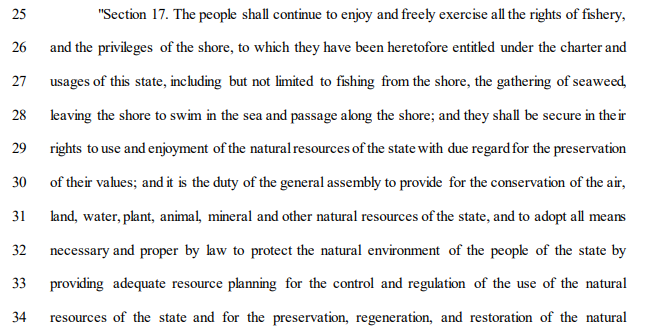 25 "Section 17. The people shall continue to enjoy and freely exercise all the rights of fishery,
26 and the privileges of the shore, to which they have been heretofore entitled under the charter and
27 usages of this state, including but not limited to fishing from the shore, the gathering of seaweed,
28 leaving the shore to swim in the sea and passage along the shore; and they shall be secure in their
29 rights to use and enjoyment of the natural resources of the state with due regard for the preservation
30 of their values; and it is the duty of the general assembly to provide for the conservation of the air,
31 land, water, plant, animal, mineral and other natural resources of the state, and to adopt all means
32 necessary and proper by law to protect the natural environment of the people of the state by
33 providing adequate resource planning for the control and regulation of the use of the natural
34 resources of the state and for the preservation, regeneration, and restoration of the natural